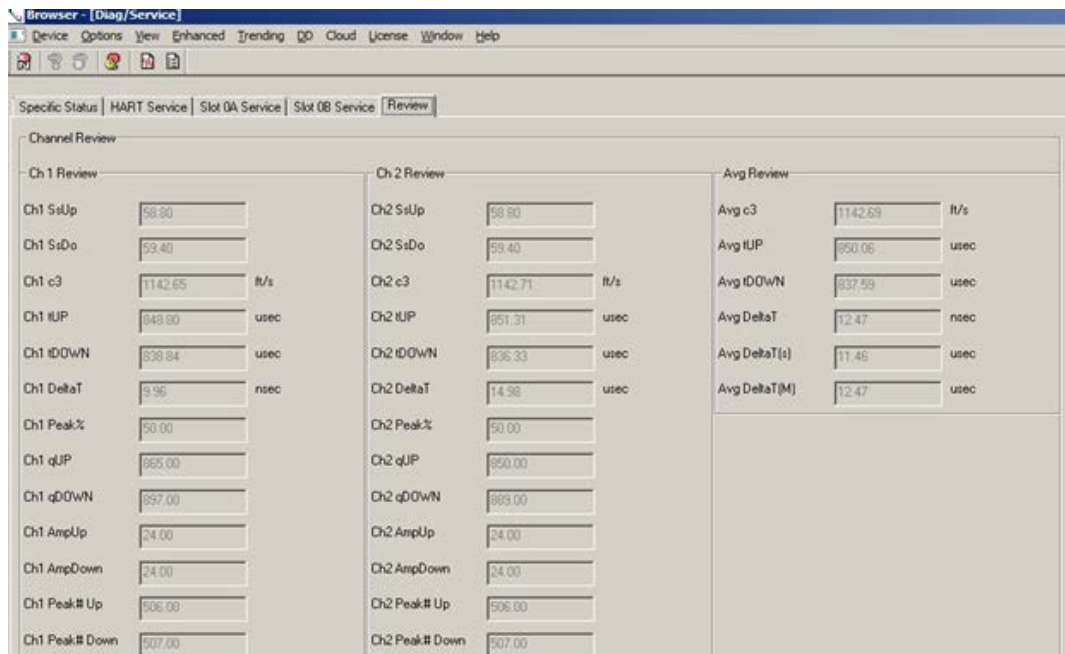 Browser - [Diag/Service]
Device Options View Enhanced Trending DD Cloud License Window Help
Specific Status HART Service Slot 0A Service Slot 0B Service Review
Channel Review
Ch 1 Review
Ch1 SsUp 58.80
Ch1 SsDo 59.40
Ch1 c3 1142.65 ft/s
Ch1 tUP 848.80 usec
Ch1 tDOWN 838.84 usec
Ch1 DeltaT 9.96 nsec
Ch1 Peak% 50.00
Ch1 qUP 865.00
Ch1 qDOWN 897.00
Ch1 AmpUp 24.00
Ch1 AmpDown 24.00
Ch1 Peak# Up 506.00
Ch1 Peak# Down 507.00
Ch 2 Review
Ch2 SsUp 58.80
Ch2 SsDo 59.40
Ch2 c3 1142.71 ft/s
Ch2 tUP 851.31 usec
Ch2 tDOWN 836.33 usec
Ch2 DeltaT 14.98 usec
Ch2 Peak% 50.00
Ch2 qUP 850.00
Ch2 qDOWN 889.00
Ch2 AmpUp 24.00
Ch2 AmpDown 24.00
Ch2 Peak# Up 506.00
Ch2 Peak# Down 507.00
Avg Review
Avg c3 1142.69 ft/s
Avg tUP 850.06 usec
Avg tDOWN 837.59 usec
Avg DeltaT 12.47 nsec
Avg DeltaT(s) 11.46 usec
Avg DeltaT(M) 12.47 usec